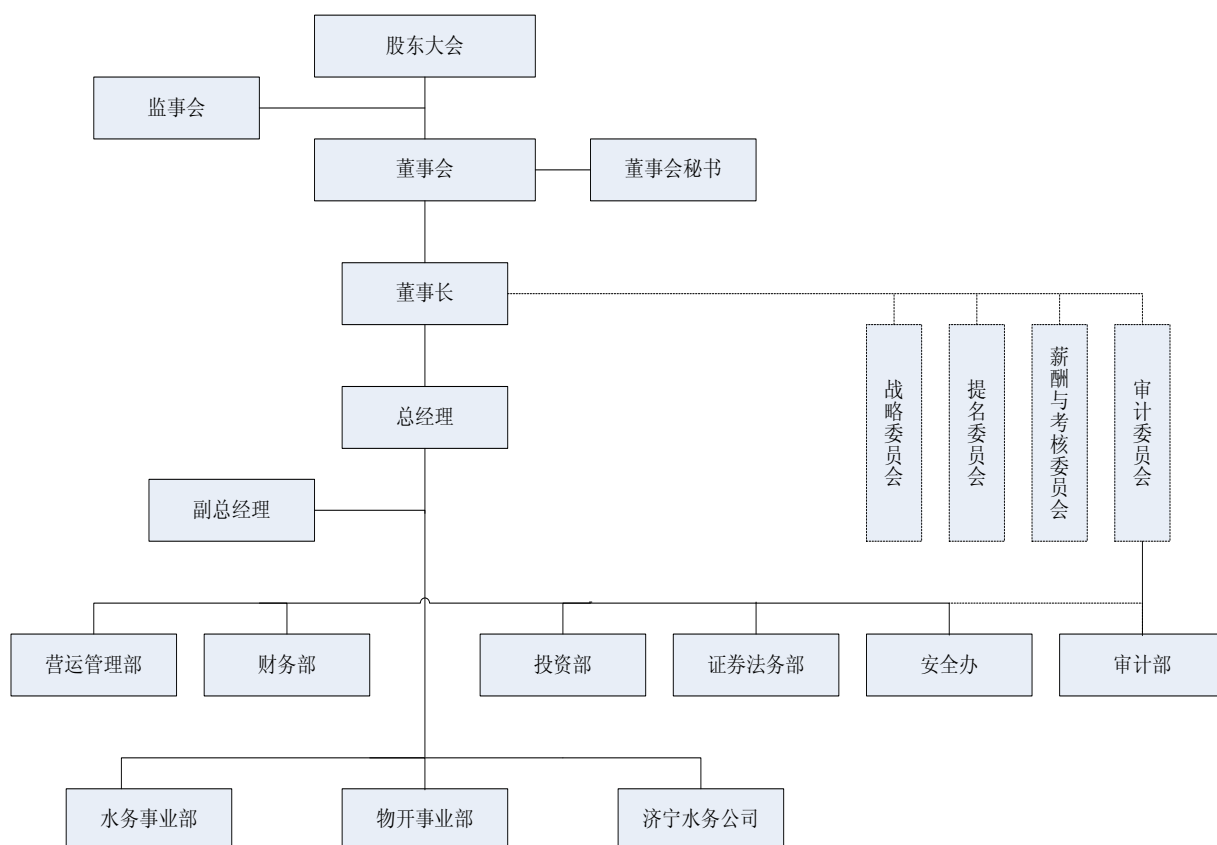 股东大会
监事会
董事会
董事会秘书
董事长
战略委员会
提名委员会
薪酬与考核委员会
审计委员会
总经理
副总经理
营运管理部
财务部
投资部
证券法务部
安全办
审计部
水务事业部
物开事业部
济宁水务公司